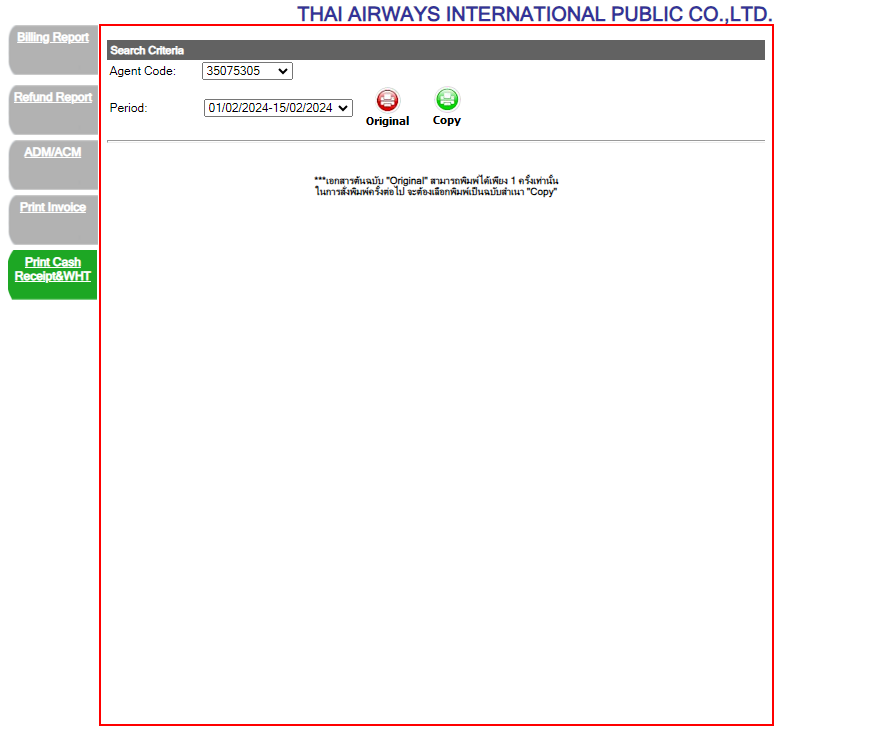 THAI AIRWAYS INTERNATIONAL PUBLIC CO.,LTD.
Billing Report
Refund Report
ADM/ACM
Print Invoice
Print Cash
Receipt&WHT
Search Criteria
Agent Code: 35075305
Period: 01/02/2024-15/02/2024
Original Copy
***เอกสารต้นฉบับ "Original" สามารถพิมพ์ได้เพียง 1 ครั้งเท่านั้น
ในการสั่งพิมพ์ครั้งต่อไป จะต้องเลือกพิมพ์เป็นฉบับสำเนา "Copy"